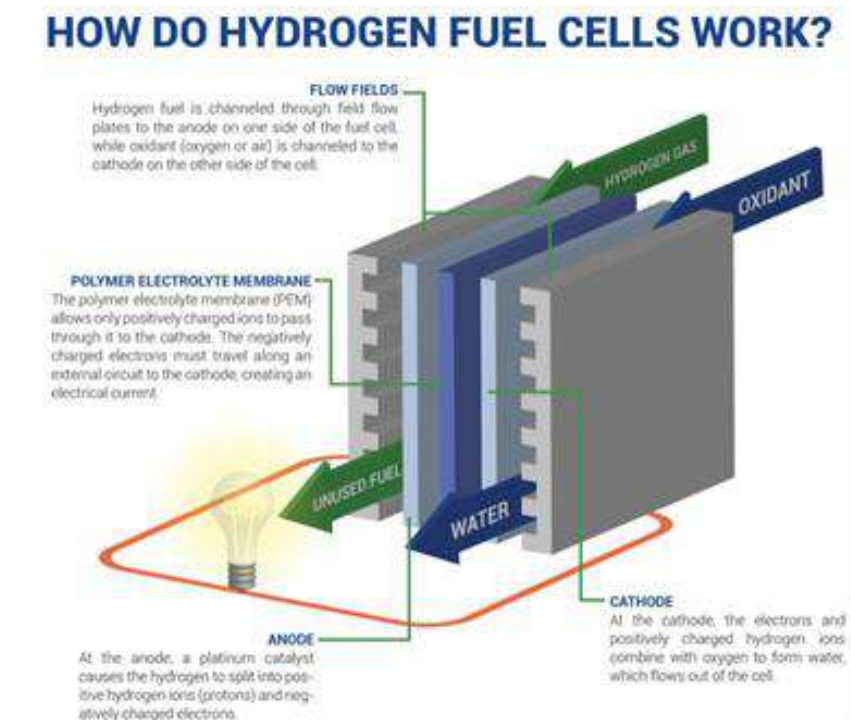 HOW DO HYDROGEN FUEL CELLS WORK?
FLOW FIELDS
Hydrogen fuel is channeled through field flow
plates to the anode on one side of the fuel cell,
while oxidant (oxygen or air) is channeled to the
cathode on the other side of the cell.
HYDROGEN GAS
OXIDANT
POLYMER ELECTROLYTE MEMBRANE
The polymer electrolyte membrane (PEM)
allows only positively charged ions to pass
through it to the cathode. The negatively
charged electrons must travel along an
external circuit to the cathode, creating an
electrical current.
UNUSED FUEL
WATER
CATHODE
At the cathode, the electrons and
positively charged hydrogen ions
combine with oxygen to form water,
which flows out of the cell.
ANODE
At the anode, a platinum catalyst
causes the hydrogen to split into pos-
itive hydrogen ions (protons) and neg-
atively charged electrons.